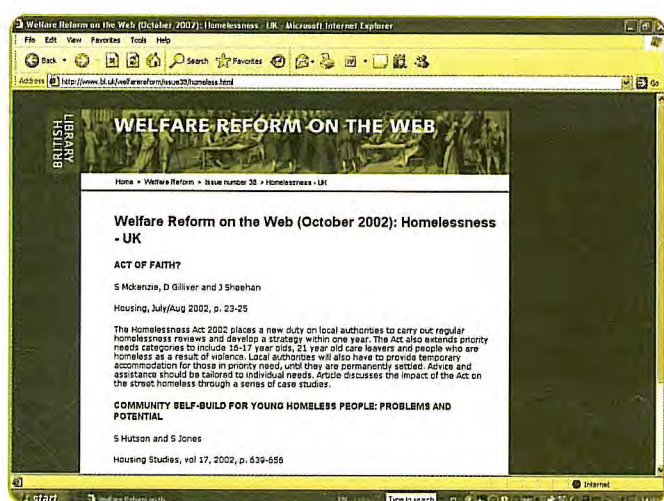 Welfare Reform on the Web (October 2002): Homelessness - UK - Microsoft Internet Explorer
File Edit View Favorites Tools Help
Back Search Favorites
Address http://www.bl.uk/welfarereform/issue38/homeless.html Go
BRITISH
LIBRARY
WELFARE REFORM ON THE WEB
Home > Welfare Reform > Issue number 38 > Homelessness - UK
Welfare Reform on the Web (October 2002): Homelessness
- UK
ACT OF FAITH?
S Mckenzie, D Gilliver and J Sheehan
Housing, July/Aug 2002, p. 23-25
The Homelessness Act 2002 places a new duty on local authorities to carry out regular
homelessness reviews and develop a strategy within one year. The Act also extends priority
needs categories to include 16-17 year olds, 21 year old care leavers and people who are
homeless as a result of violence. Local authorities will also have to provide temporary
accommodation for those in priority need, until they are permanently settled. Advice and
assistance should be tailored to individual needs. Article discusses the impact of the Act on
the street homeless through a series of case studies.
COMMUNITY SELF-BUILD FOR YOUNG HOMELESS PEOPLE: PROBLEMS AND
POTENTIAL
S Hutson and S Jones
Housing Studies, vol 17, 2002, p. 639-656
Internet
start Type to search